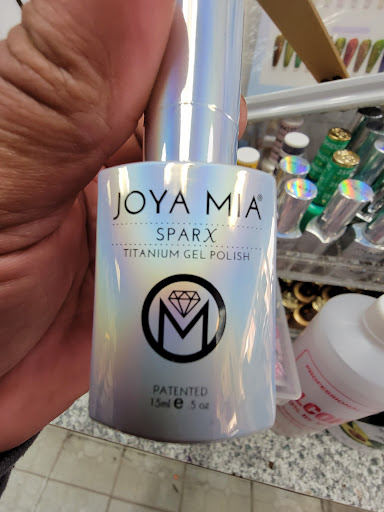 JOYA MIA®
SPARX
TITANIUM GEL POLISH
M
PATENTED
15ml e .5 oz